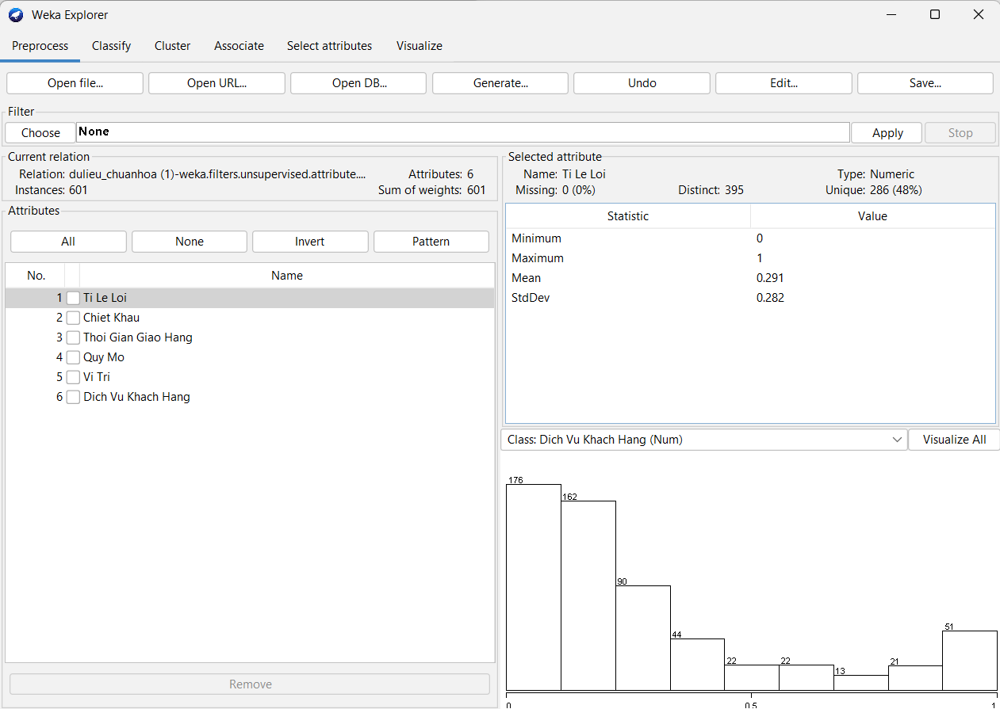 Weka Explorer
Preprocess Classify Cluster Associate Select attributes Visualize
Open file... Open URL... Open DB... Generate... Undo Edit... Save...
Filter
Choose None Apply Stop
Current relation
Relation: dulieu_chuanhoa (1)-weka.filters.unsupervised.attribute.... Attributes: 6
Instances: 601 Sum of weights: 601
Attributes
All None Invert Pattern
No. Name
1 Ti Le Loi
2 Chiet Khau
3 Thoi Gian Giao Hang
4 Quy Mo
5 Vi Tri
6 Dich Vu Khach Hang
Remove
Selected attribute
Name: Ti Le Loi Type: Numeric
Missing: 0 (0%) Distinct: 395 Unique: 286 (48%)
Statistic Value
Minimum 0
Maximum 1
Mean 0.291
StdDev 0.282
Class: Dich Vu Khach Hang (Num) Visualize All
176
162
90
44
22
22
13
21
51
0 0.5 1